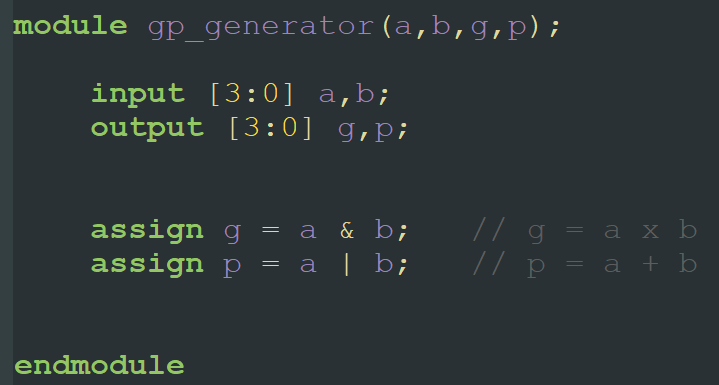 module gp_generator(a,b,g,p);
input [3:0] a,b;
output [3:0] g,p;
assign g = a & b; // g = a x b
assign p = a | b; // p = a + b
endmodule